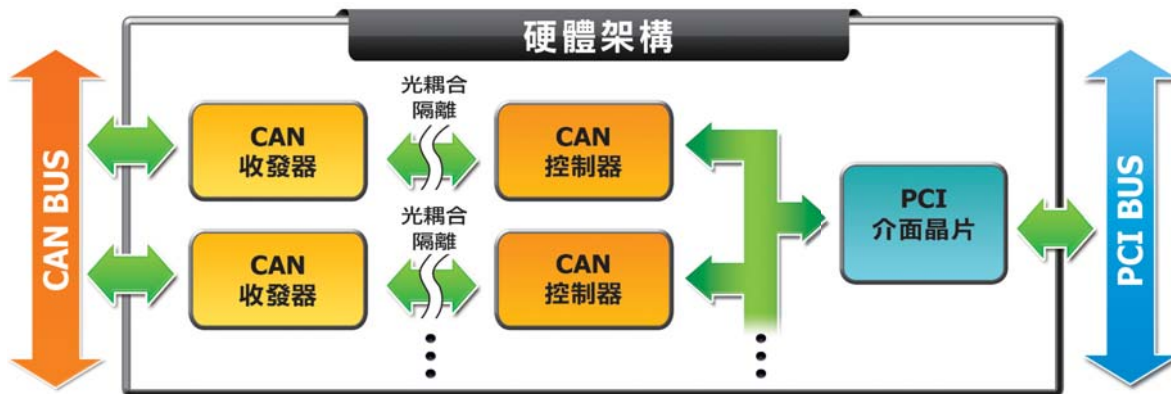 硬體架構
CAN BUS
CAN
收發器
光耦合
隔離
CAN
控制器
CAN
收發器
光耦合
隔離
CAN
控制器
PCI
介面晶片
PCI BUS